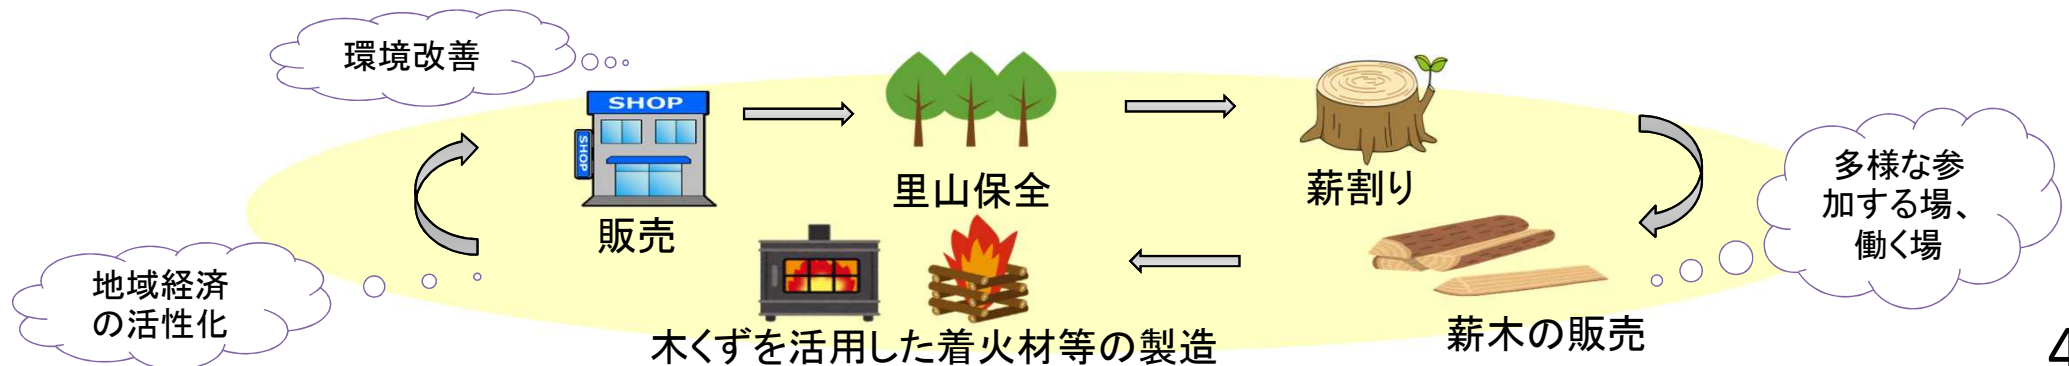 環境改善
SHOP
SHOP
販売
里山保全
薪割り
多様な参
加する場、
働く場
地域経済
の活性化
木くずを活用した着火材等の製造
薪木の販売
4